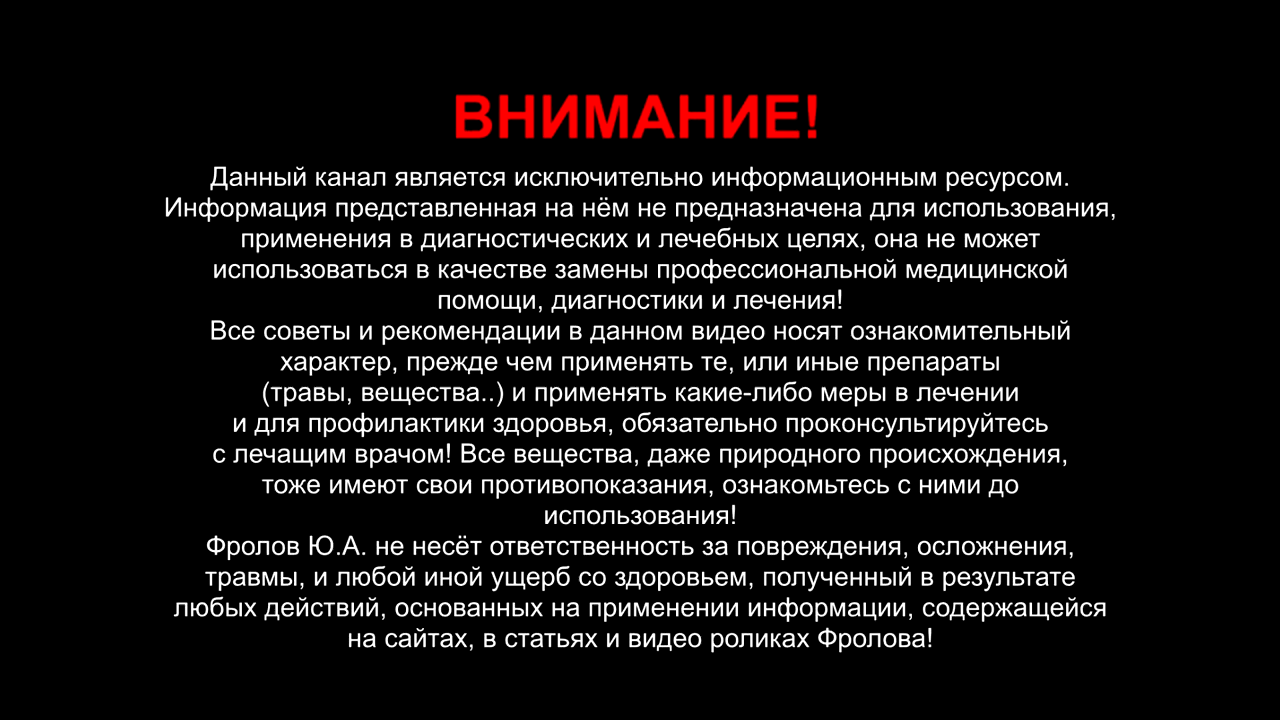 ВНИМАНИЕ!
Данный канал является исключительно информационным ресурсом.
Информация представленная на нём не предназначена для использования,
применения в диагностических и лечебных целях, она не может
использоваться в качестве замены профессиональной медицинской
помощи, диагностики и лечения!
Все советы и рекомендации в данном видео носят ознакомительный
характер, прежде чем применять те, или иные препараты
(травы, вещества..) и применять какие-либо меры в лечении
и для профилактики здоровья, обязательно проконсультируйтесь
с лечащим врачом! Все вещества, даже природного происхождения,
тоже имеют свои противопоказания, ознакомьтесь с ними до
использования!
Фролов Ю.А. не несёт ответственность за повреждения, осложнения,
травмы, и любой иной ущерб со здоровьем, полученный в результате
любых действий, основанных на применении информации, содержащейся
на сайтах, в статьях и видео роликах Фролова!